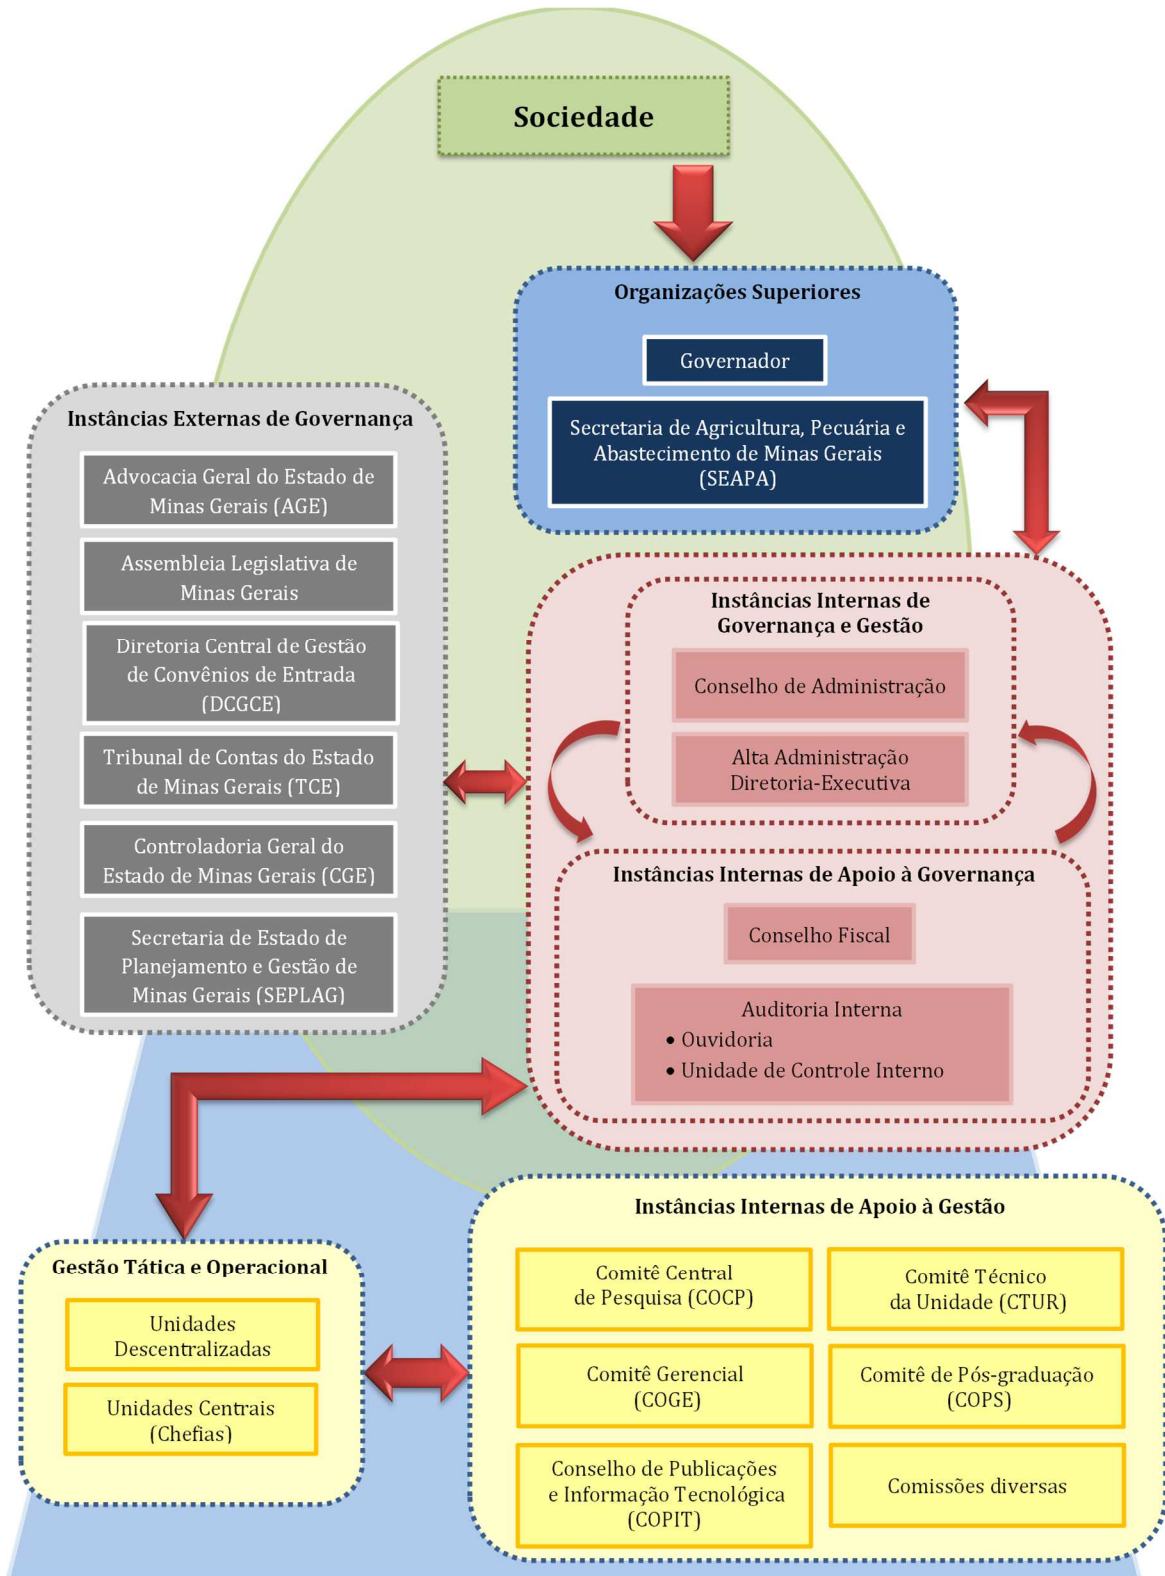 Sociedade
Organizações Superiores
Governador
Secretaria de Agricultura, Pecuária e
Abastecimento de Minas Gerais
(SEAPA)
Instâncias Externas de Governança
Advocacia Geral do Estado de
Minas Gerais (AGE)
Assembleia Legislativa de
Minas Gerais
Diretoria Central de Gestão
de Convênios de Entrada
(DCGCE)
Tribunal de Contas do Estado
de Minas Gerais (TCE)
Controladoria Geral do
Estado de Minas Gerais (CGE)
Secretaria de Estado de
Planejamento e Gestão de
Minas Gerais (SEPLAG)
Instâncias Internas de
Governança e Gestão
Conselho de Administração
Alta Administração
Diretoria-Executiva
Instâncias Internas de Apoio à Governança
Conselho Fiscal
Auditoria Interna
• Ouvidoria
• Unidade de Controle Interno
Gestão Tática e Operacional
Unidades
Descentralizadas
Unidades Centrais
(Chefias)
Instâncias Internas de Apoio à Gestão
Comitê Central
de Pesquisa (COCP)
Comitê Técnico
da Unidade (CTUR)
Comitê Gerencial
(COGE)
Comitê de Pós-graduação
(COPS)
Conselho de Publicações
e Informação Tecnológica
(COPIT)
Comissões diversas